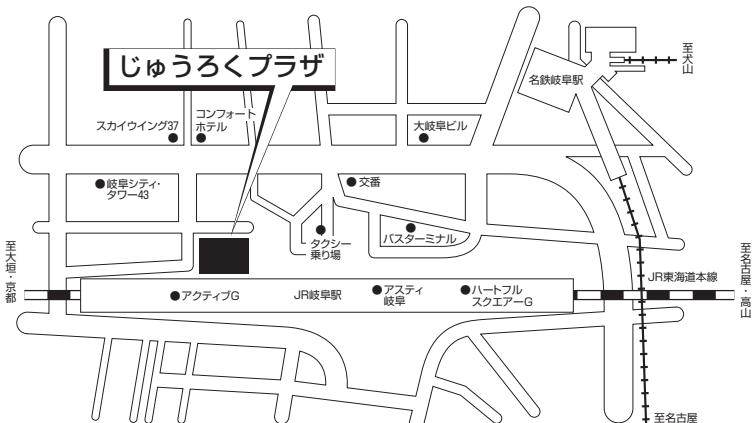 至犬山
名鉄岐阜駅
じゅうろくプラザ
スカイウイング37
コンフォート
ホテル
大岐阜ビル
岐阜シティ・
タワー43
交番
タクシー
乗り場
バスターミナル
至大垣・京都
至名古屋・高山
JR東海道本線
アクティブG
JR岐阜駅
アスティ
岐阜
ハートフル
スクエアーG
至名古屋